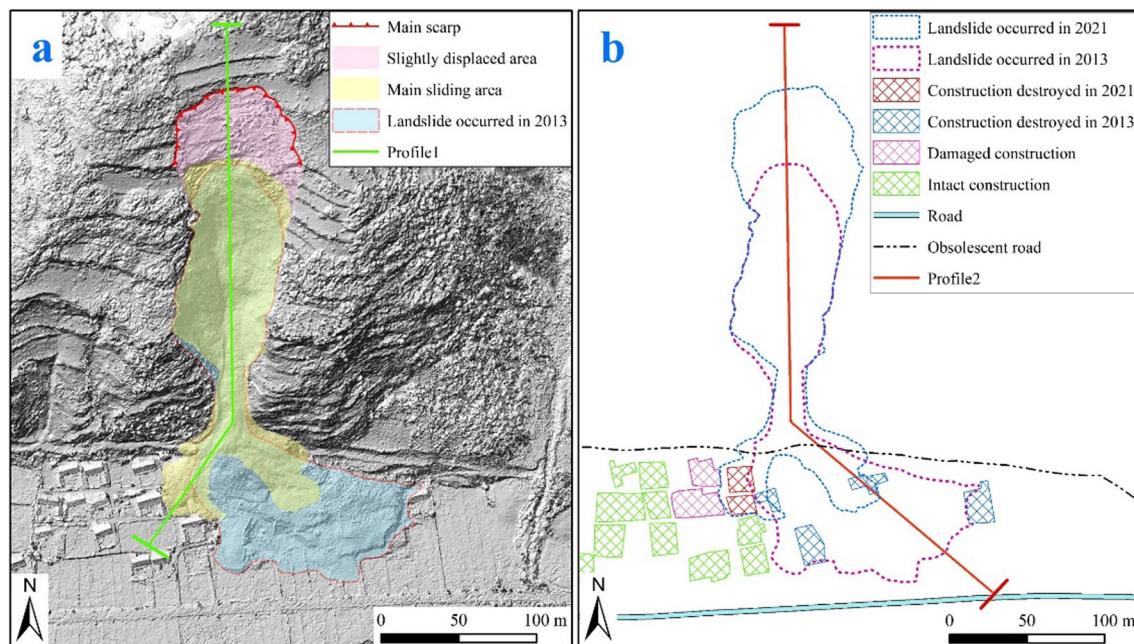 a
Main scarp
Slightly displaced area
Main sliding area
Landslide occurred in 2013
Profile1
N
0 50 100 m
b
Landslide occurred in 2021
Landslide occurred in 2013
Construction destroyed in 2021
Construction destroyed in 2013
Damaged construction
Intact construction
Road
Obsolescent road
Profile2
N
0 50 100 m